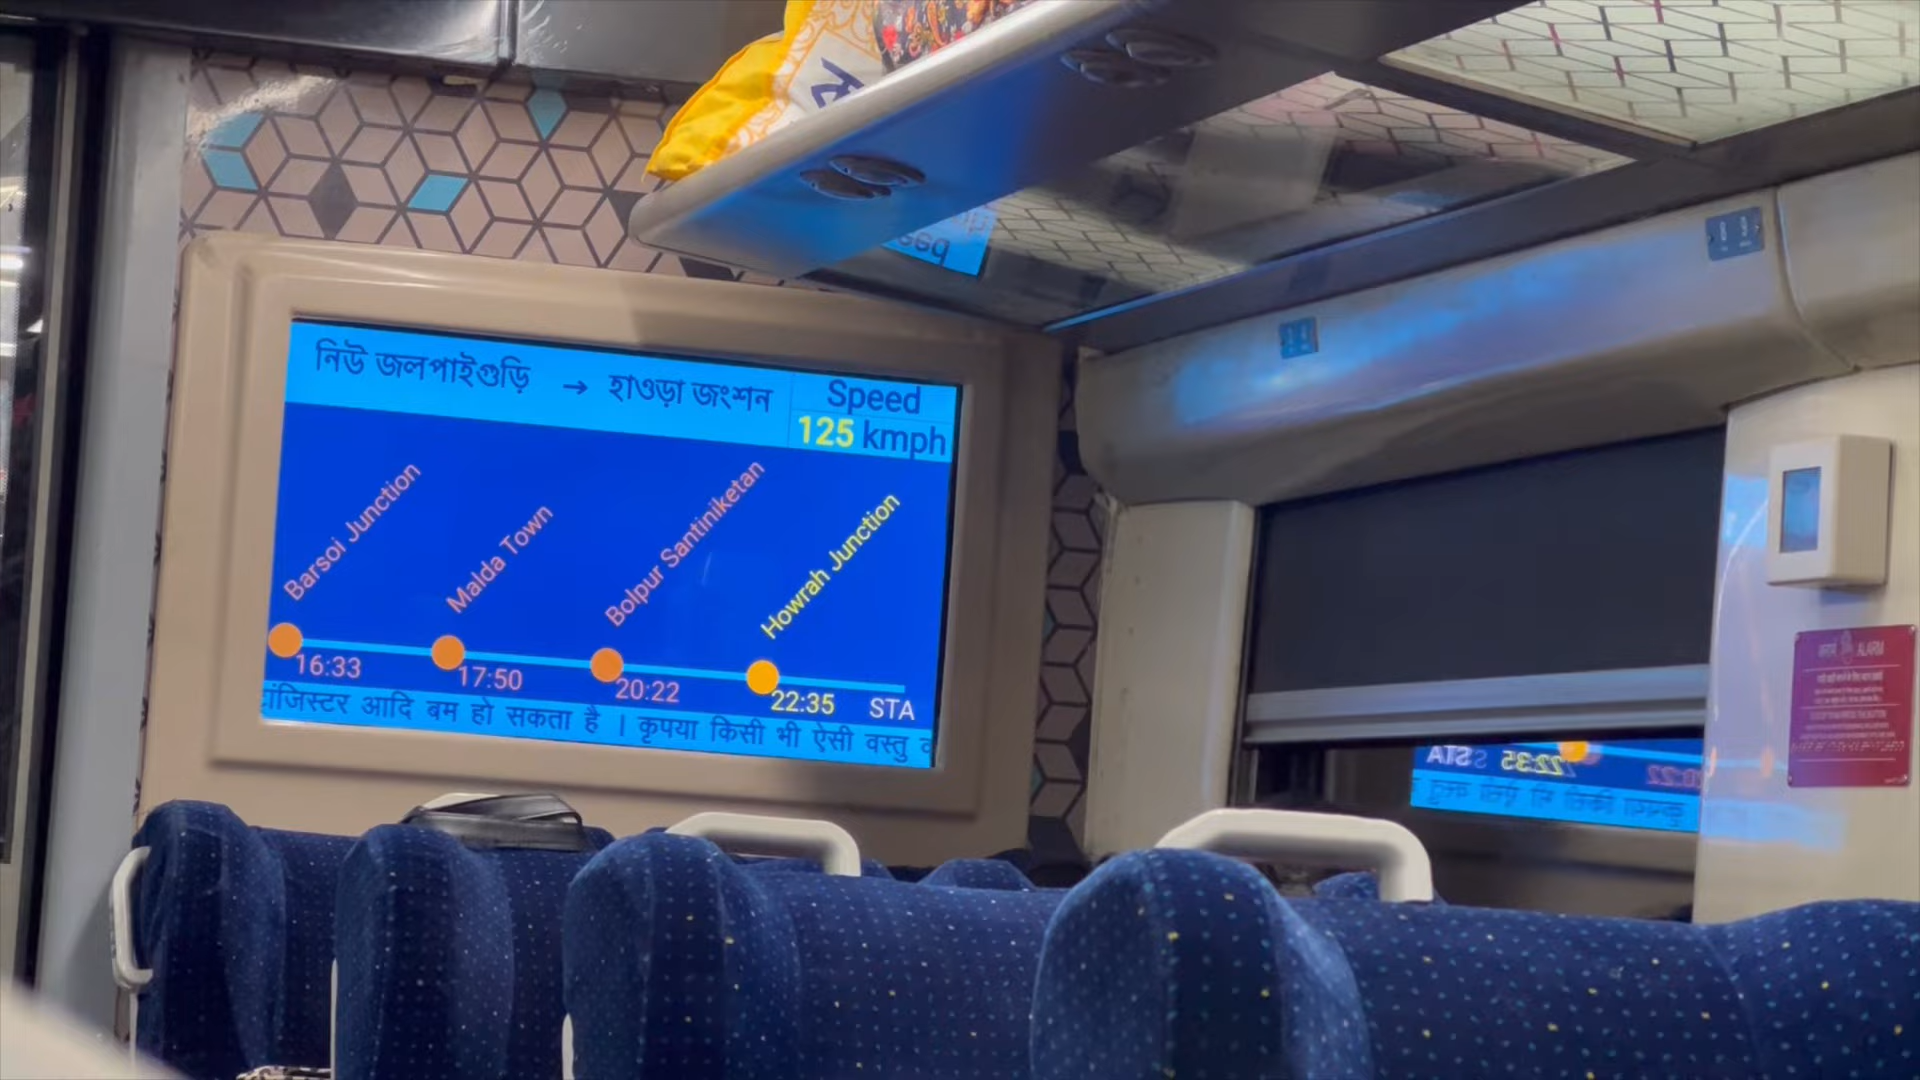 নিউ জলপাইগুড়ি → হাওড়া জংশন
Speed
125 kmph
Barsoi Junction
Malda Town
Bolpur Santiniketan
Howrah Junction
16:33
17:50
20:22
22:35
STA
आदि बम हो सकता है । कृपया किसी भी ऐसी वस्तु
ALARM